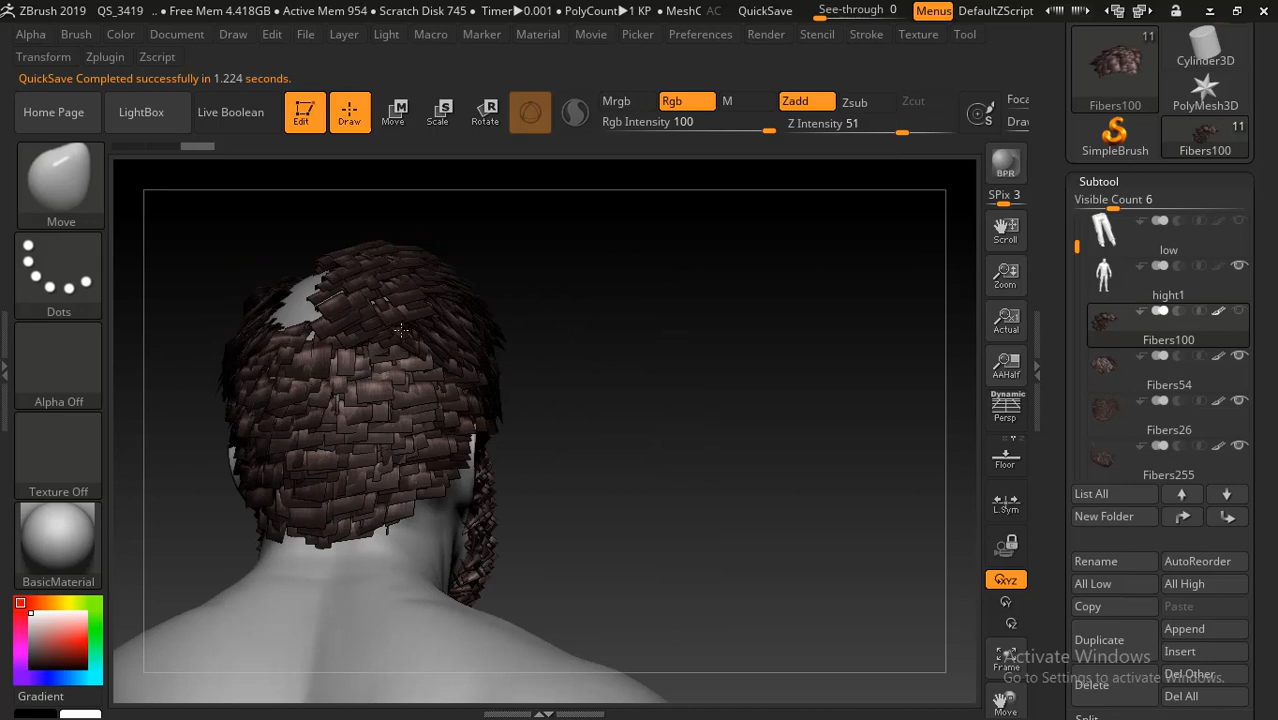 ZBrush 2019 QS_3419 • Free Mem 4.418GB • Active Mem 954 • Scratch Disk 745 • Timer▶0.001 • PolyCount▶1 KP • MeshC AC QuickSave See-through 0 Menus DefaultZScript
Alpha Brush Color Document Draw Edit File Layer Light Macro Marker Material Movie Picker Preferences Render Stencil Stroke Texture Tool
Transform Zplugin Zscript
QuickSave Completed successfully in 1.224 seconds.
Home Page LightBox Live Boolean Edit Draw Move Scale Rotate
M S R
Mrgb Rgb M Zadd Zsub Zcut Foca
Rgb Intensity 100 Z Intensity 51 Draw
S
Move
Dots
Alpha Off
Texture Off
BasicMaterial
Gradient
BPR
SPix 3
Scroll
Zoom
Actual
AAHalf
Dynamic
Persp
Floor
L.Sym
XYZ
Y
Z
Frame
Move
11
Fibers100
Cylinder3D
PolyMesh3D
SimpleBrush
11
Fibers100
Subtool
Visible Count 6
low
hight1
Fibers100
Fibers54
Fibers26
Fibers255
List All
New Folder
Rename AutoReorder
All Low All High
Copy Paste
Duplicate Append
Insert
Delete Del Other
Del All
Split
Activate Windows
Go to Settings to activate Windows.